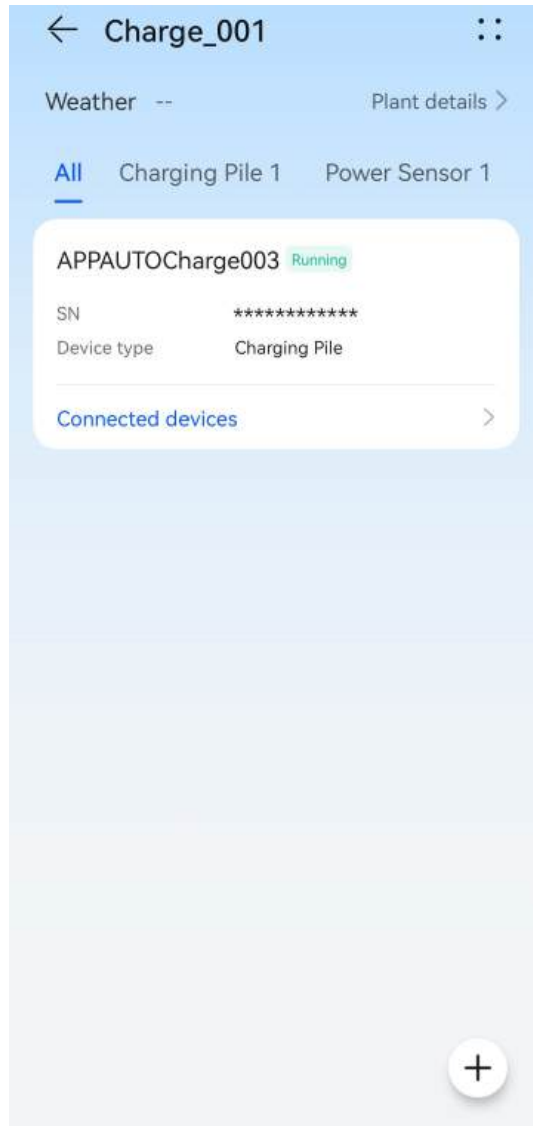 Charge_001
Weather -- Plant details >
All Charging Pile 1 Power Sensor 1
APPAUTOCharge003 Running
SN ************
Device type Charging Pile
Connected devices >